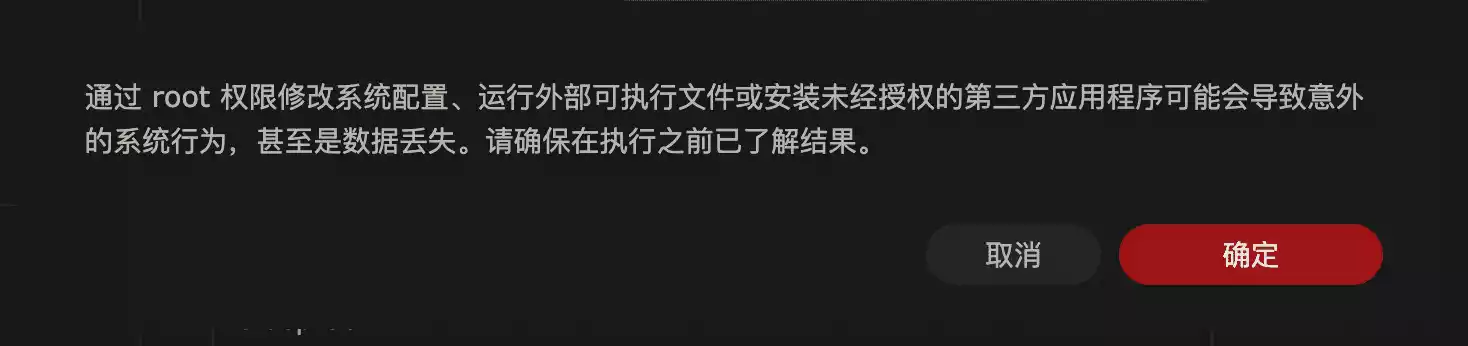 通过 root 权限修改系统配置、运行外部可执行文件或安装未经授权的第三方应用程序可能会导致意外
的系统行为，甚至是数据丢失。请确保在执行之前已了解结果。
取消
确定